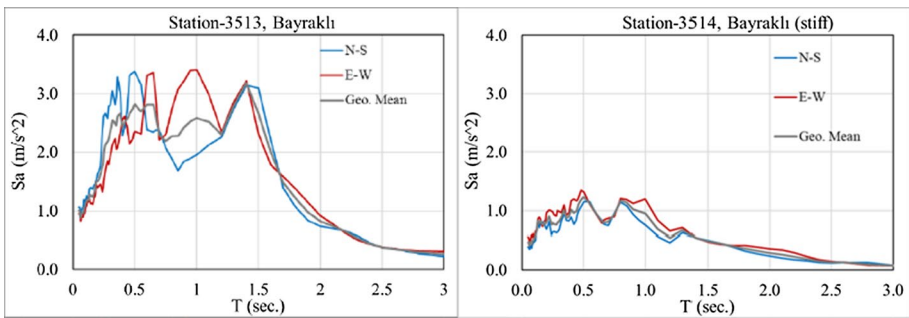 Station-3513, Bayraklı
4.0
3.0
2.0
1.0
0.0
Sa (m/s^2)
N-S
E-W
Geo. Mean
0 0.5 1 1.5 2 2.5 3
T (sec.)
Station-3514, Bayraklı (stiff)
4.0
3.0
2.0
1.0
0.0
Sa (m/s^2)
N-S
E-W
Geo. Mean
0.0 0.5 1.0 1.5 2.0 2.5 3.0
T (sec.)